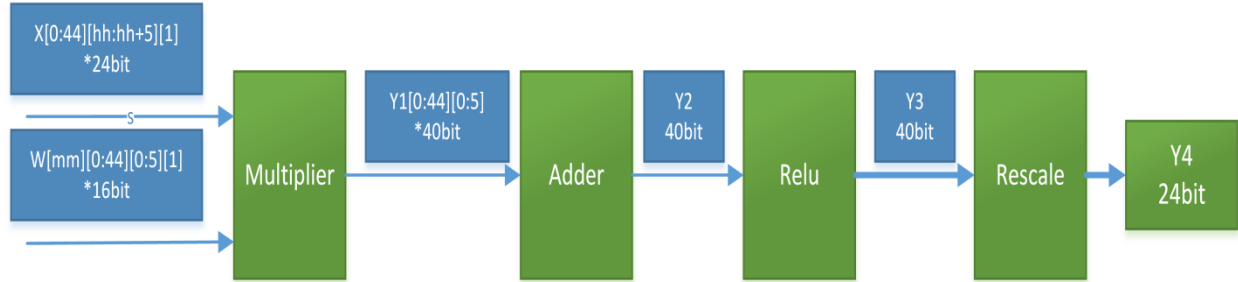 X[0:44][hh:hh+5][1]
*24bit
S
W[mm][0:44][0:5][1]
*16bit
Multiplier
Y1[0:44][0:5]
*40bit
Adder
Y2
40bit
Relu
Y3
40bit
Rescale
Y4
24bit